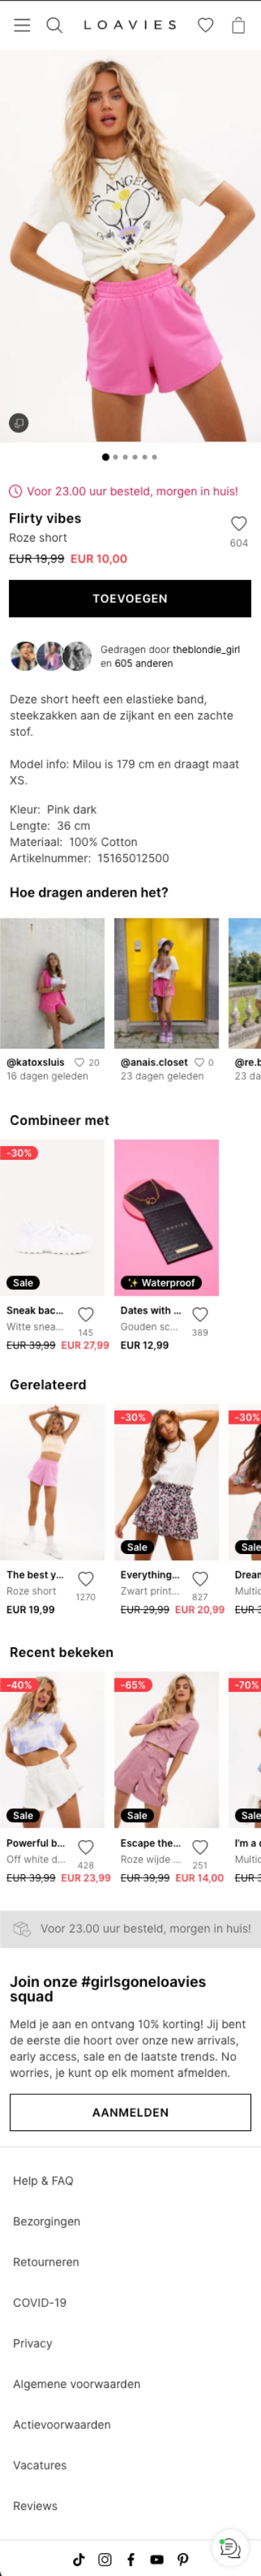 LOAVIES
Voor 23.00 uur besteld, morgen in huis!
Flirty vibes
Roze short
604
EUR 19,99 EUR 10,00
TOEVOEGEN
Gedragen door theblondie_girl
en 605 anderen
Deze short heeft een elastieke band,
steekzakken aan de zijkant en een zachte
stof.
Model info: Milou is 179 cm en draagt maat
XS.
Kleur: Pink dark
Lengte: 36 cm
Materiaal: 100% Cotton
Artikelnummer: 15165012500
Hoe dragen anderen het?
@katoxsluis 20
16 dagen geleden
@anais.closet 0
23 dagen geleden
@re.b
23 da
Combineer met
-30%
Sale
Sneak bac...
Witte snea...
145
EUR 39,99 EUR 27,99
LOAVIES
Waterproof
Dates with ...
Gouden sc...
389
EUR 12,99
Gerelateerd
The best y...
Roze short
1270
EUR 19,99
-30%
Sale
Everything...
Zwart print...
827
EUR 29,99 EUR 20,99
-30%
Sale
Drean
Multic
EUR 3
Recent bekeken
-40%
Sale
Powerful b...
Off white d...
428
EUR 39,99 EUR 23,99
-65%
Sale
Escape the...
Roze wijde ...
251
EUR 39,99 EUR 14,00
-70%
Sale
I'm a
Multic
EUR 3
Voor 23.00 uur besteld, morgen in huis!
Join onze #girlsgoneloavies
squad
Meld je aan en ontvang 10% korting! Jij bent
de eerste die hoort over onze new arrivals,
early access, sale en de laatste trends. No
worries, je kunt op elk moment afmelden.
AANMELDEN
Help & FAQ
Bezorgingen
Retourneren
COVID-19
Privacy
Algemene voorwaarden
Actievoorwaarden
Vacatures
Reviews